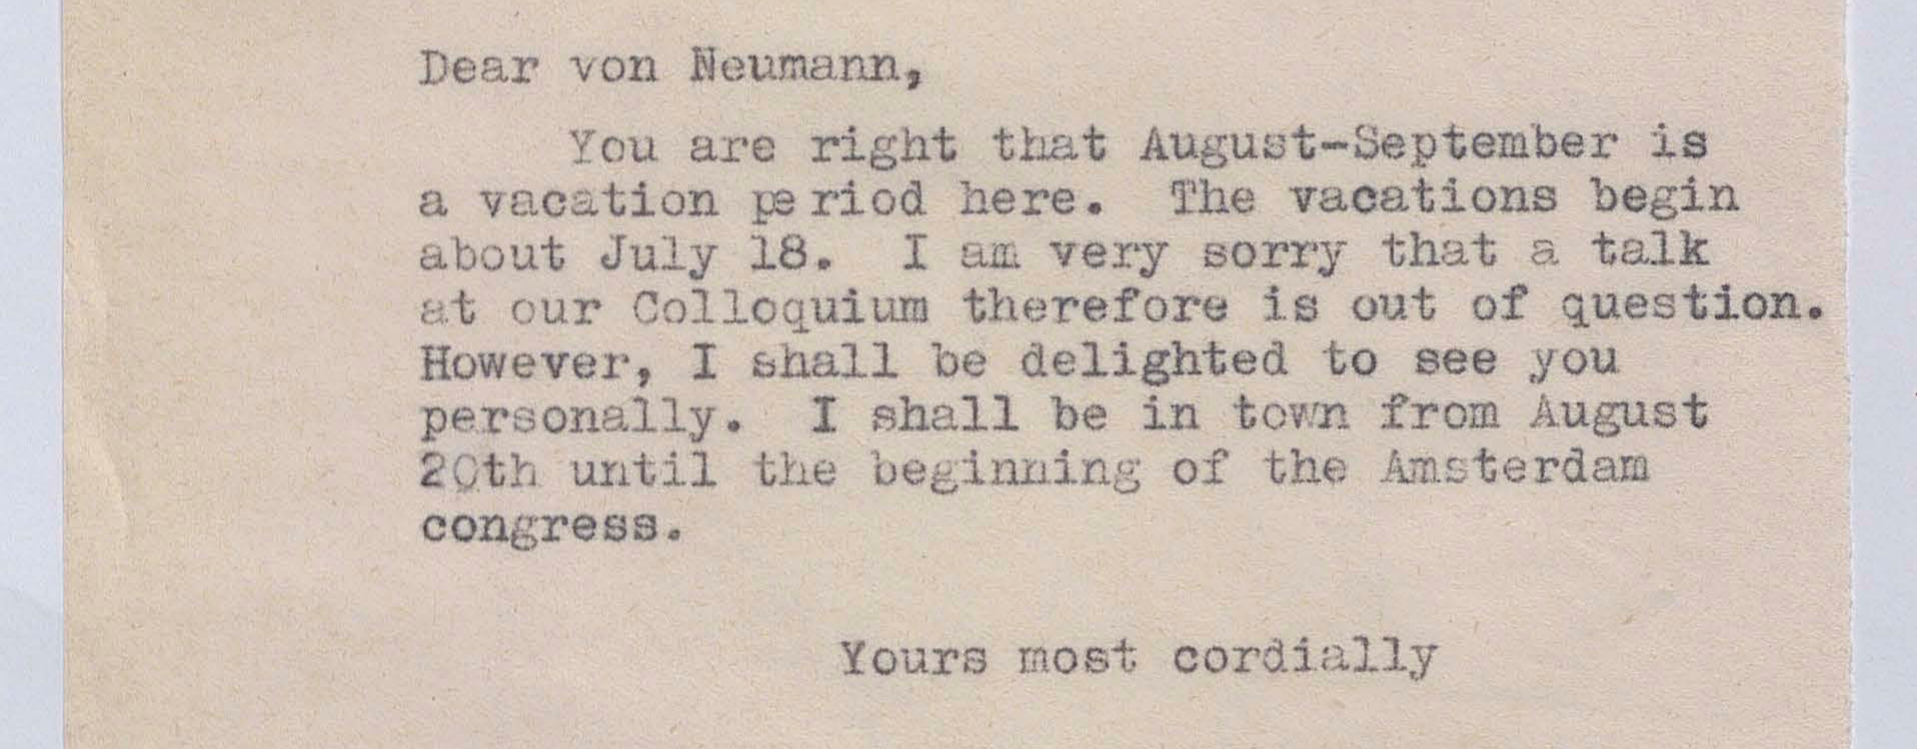 Dear von Neumann,
You are right that August-September is
a vacation period here. The vacations begin
about July 18. I am very sorry that a talk
at our Colloquium therefore is out of question.
However, I shall be delighted to see you
personally. I shall be in town from August
20th until the beginning of the Amsterdam
congress.
Yours most cordially